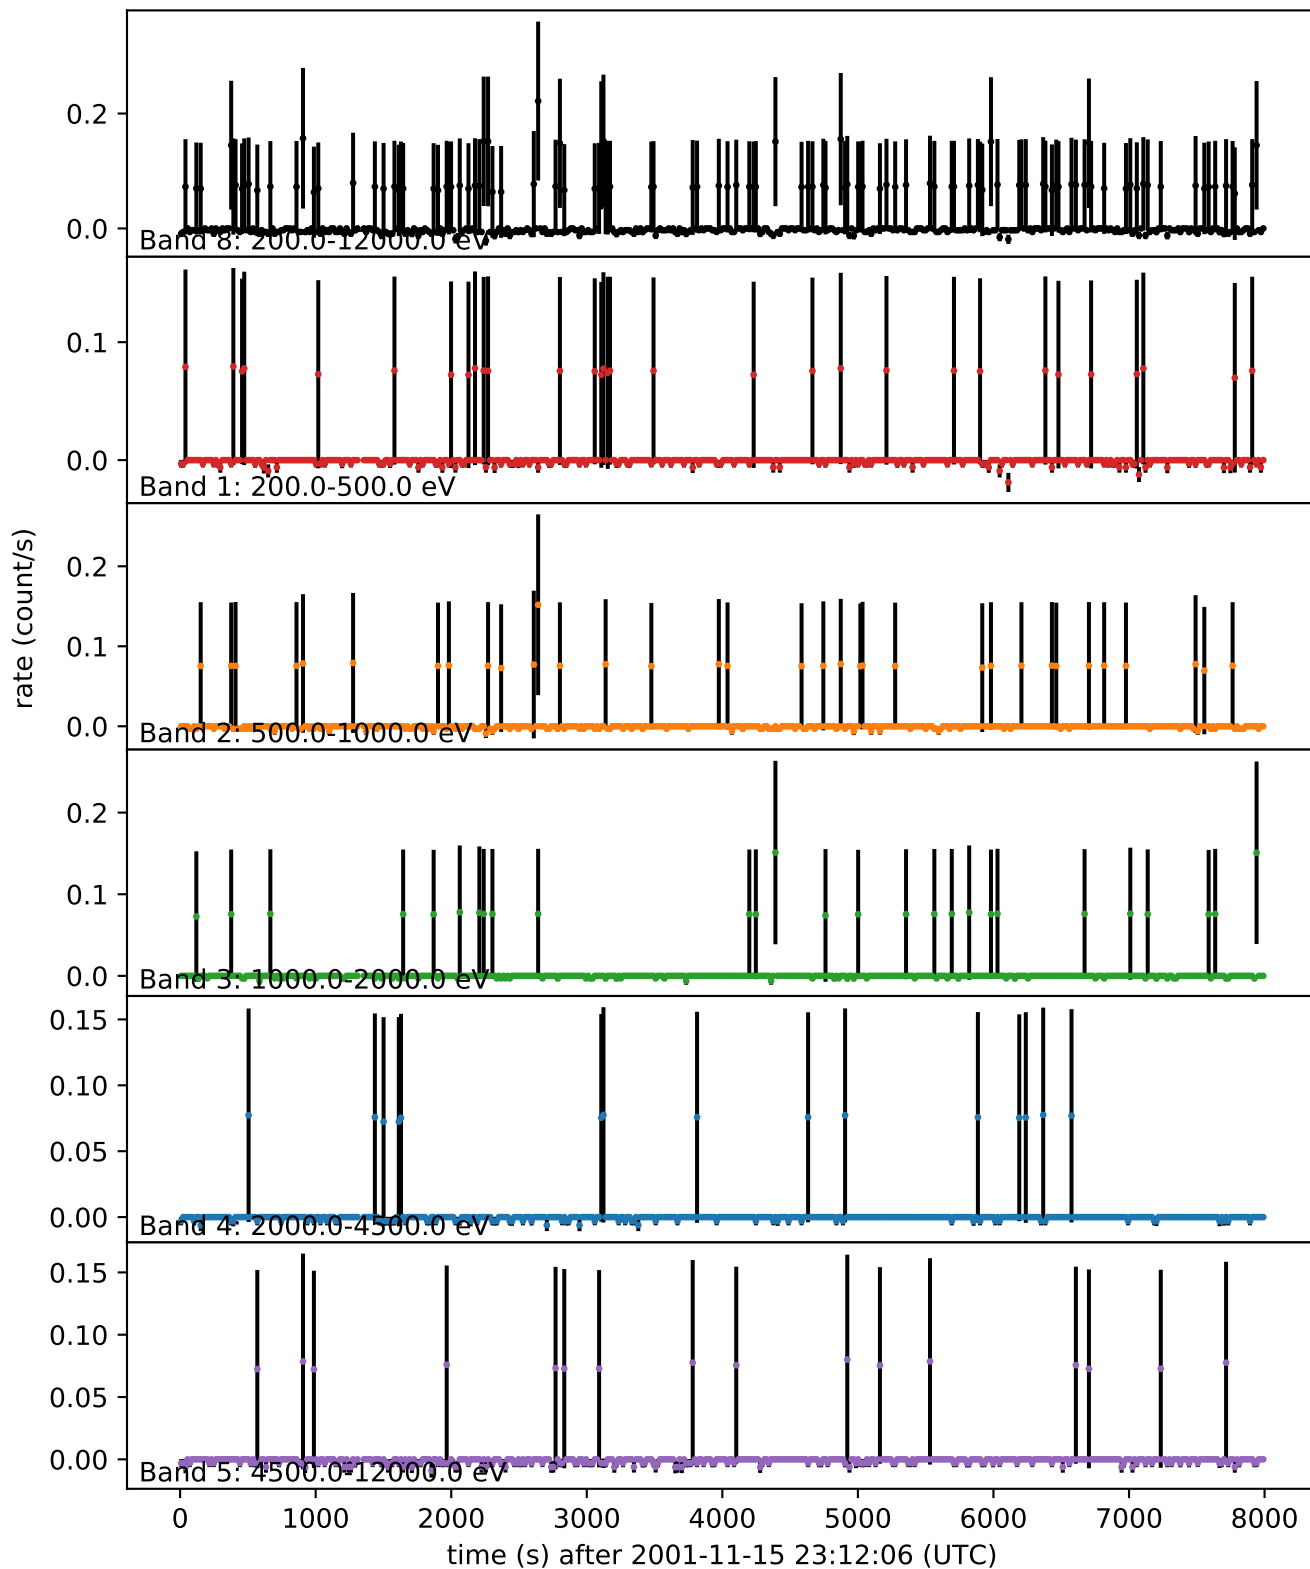 0.2
0.0
Band 8: 200.0-12000.0 eV
0.1
0.0
Band 1: 200.0-500.0 eV
rate (count/s)
0.2
0.1
0.0
Band 2: 500.0-1000.0 eV
0.2
0.1
0.0
Band 3: 1000.0-2000.0 eV
0.15
0.10
0.05
0.00
Band 4: 2000.0-4500.0 eV
0.15
0.10
0.05
0.00
Band 5: 4500.0-12000.0 eV
0 1000 2000 3000 4000 5000 6000 7000 8000
time (s) after 2001-11-15 23:12:06 (UTC)